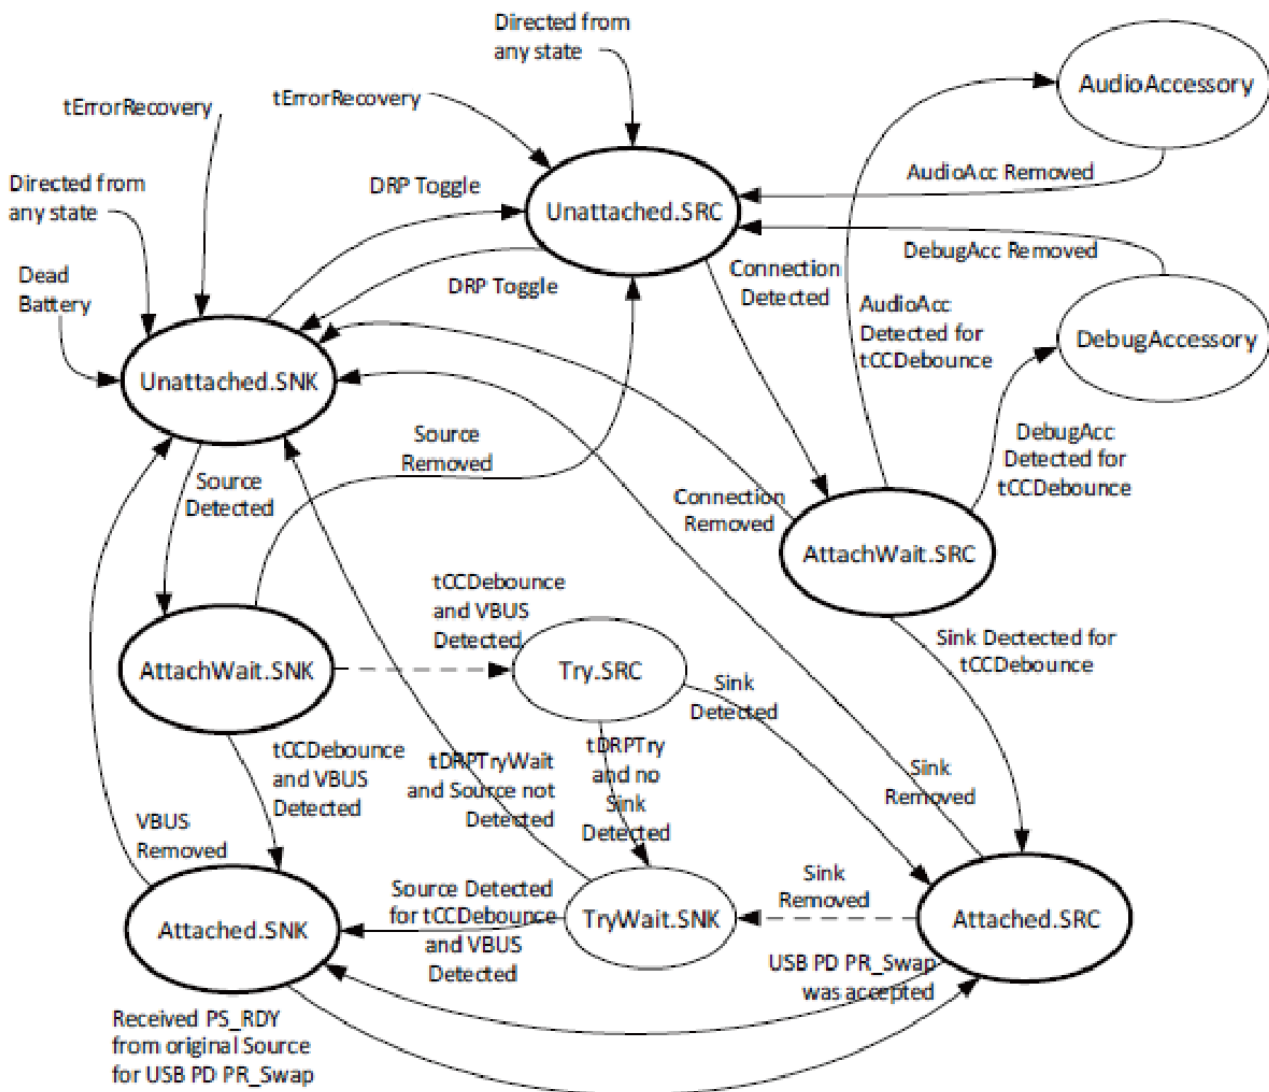 Directed from
any state
tErrorRecovery
tErrorRecovery
AudioAccessory
Directed from
any state
DRP Toggle
AudioAcc Removed
Unattached.SRC
DebugAcc Removed
Dead
Battery
DRP Toggle
Connection
Detected
AudioAcc
Detected for
tCCDebounce
DebugAccessory
Unattached.SNK
Source
Removed
DebugAcc
Detected for
tCCDebounce
Source
Detected
Connection
Removed
AttachWait.SRC
tCCDebounce
and VBUS
Detected
Sink Dectected for
tCCDebounce
AttachWait.SNK
Try.SRC
Sink
Detected
tCCDebounce
and VBUS
Detected
tDRPTryWait
and Source not
Detected
tDRPTry
and no
Sink
Detected
Sink
Removed
VBUS
Removed
Source Detected
for tCCDebounce
and VBUS
Detected
Sink
Removed
Attached.SNK
TryWait.SNK
Attached.SRC
USB PD PR_Swap
was accepted
Received PS_RDY
from original Source
for USB PD PR_Swap